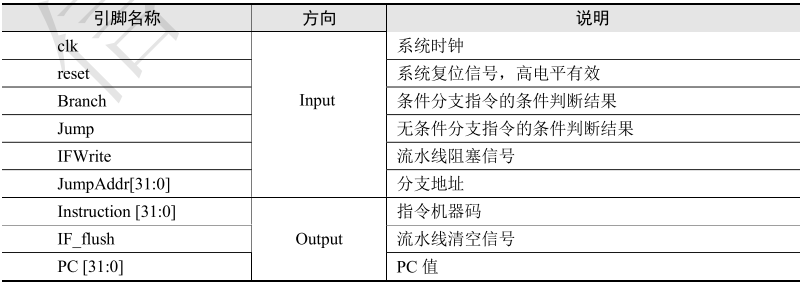 引脚名称 方向 说明
clk Input 系统时钟
reset 系统复位信号，高电平有效
Branch 条件分支指令的条件判断结果
Jump 无条件分支指令的条件判断结果
IFWrite 流水线阻塞信号
JumpAddr[31:0] 分支地址
Instruction [31:0] Output 指令机器码
IF_flush 流水线清空信号
PC [31:0] PC 值